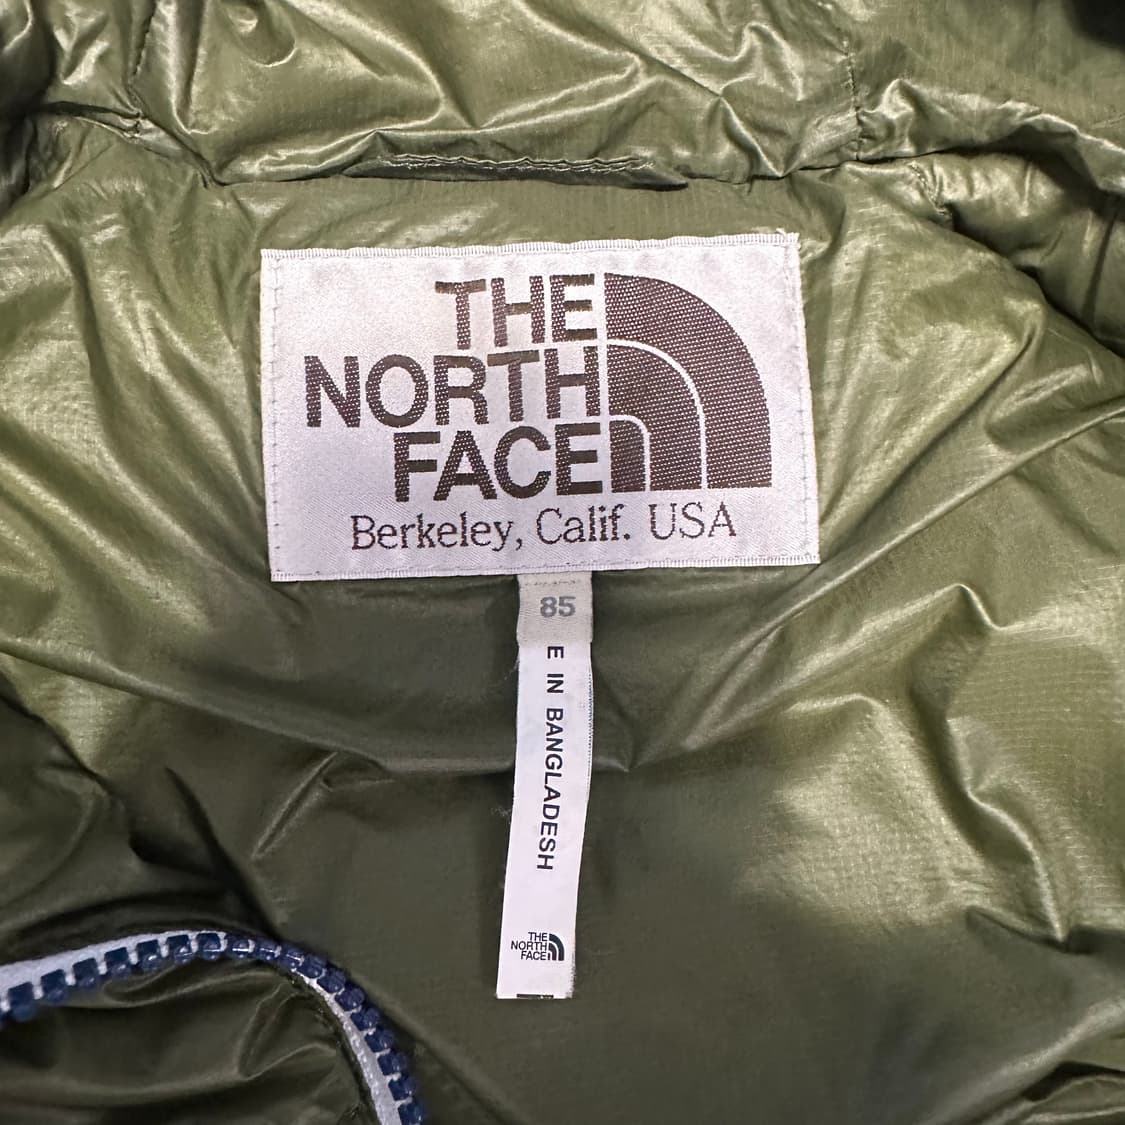 THE
NORTH
FACE
Berkeley, Calif. USA
85
E IN BANGLADESH
THE
NORTH
FACE